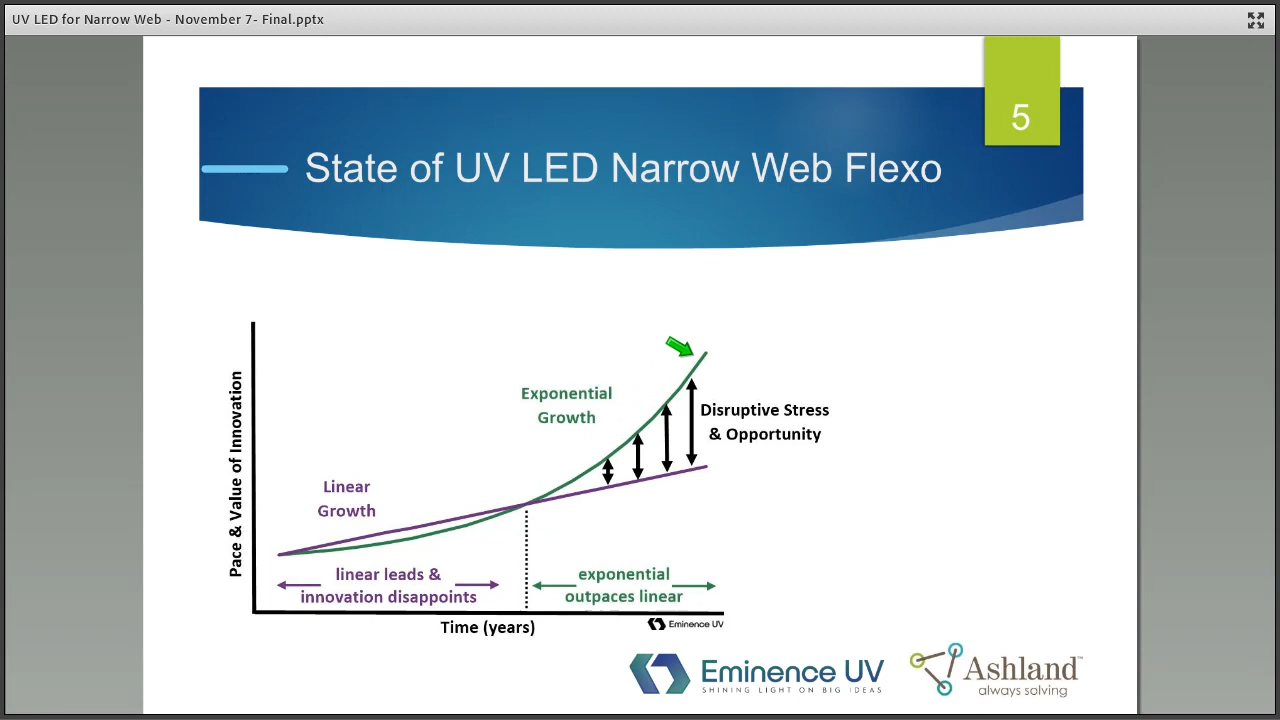 UV LED for Narrow Web - November 7- Final.pptx
5
State of UV LED Narrow Web Flexo
Pace & Value of Innovation
Exponential
Growth
Disruptive Stress
& Opportunity
Linear
Growth
linear leads &
innovation disappoints
exponential
outpaces linear
Time (years)
Eminence UV
Eminence UV
SHINING LIGHT ON BIG IDEAS
Ashland™
always solving